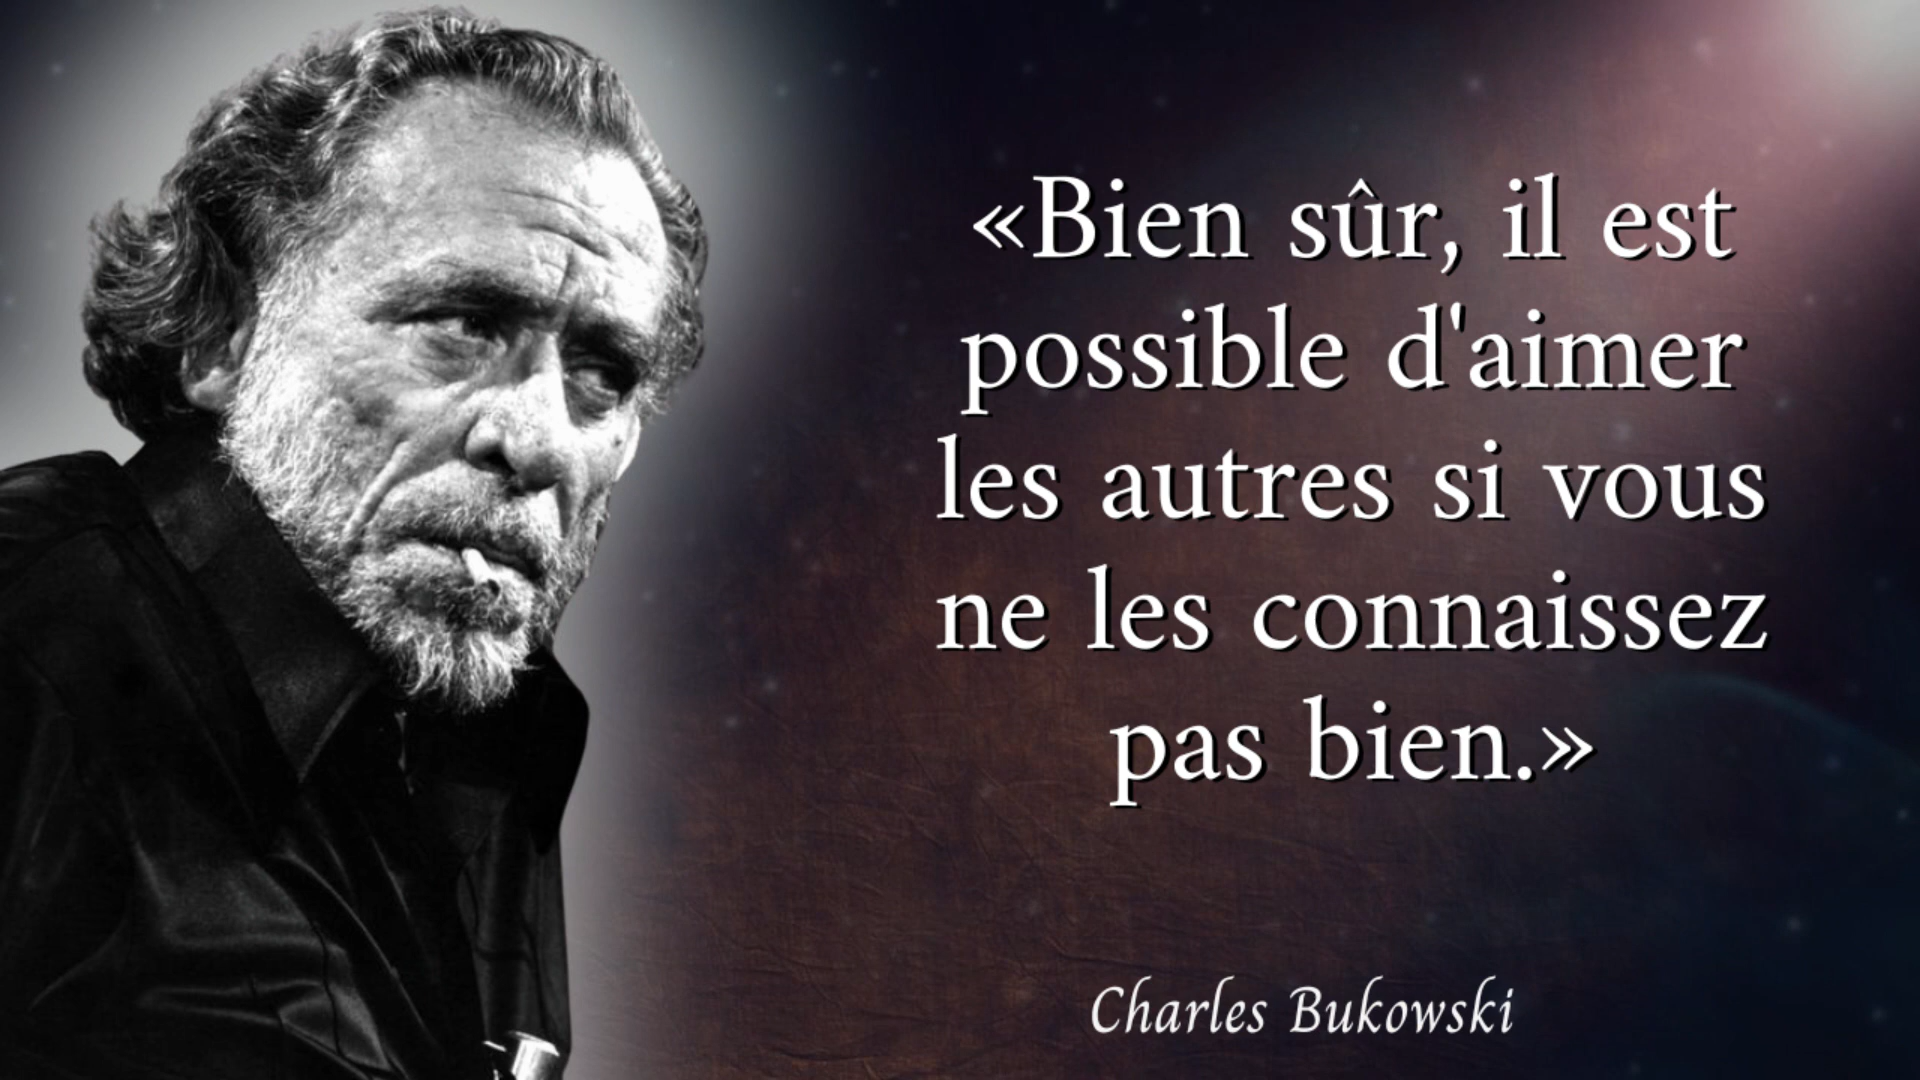 «Bien sûr, il est
possible d'aimer
les autres si vous
ne les connaissez
pas bien.»
Charles Bukowski